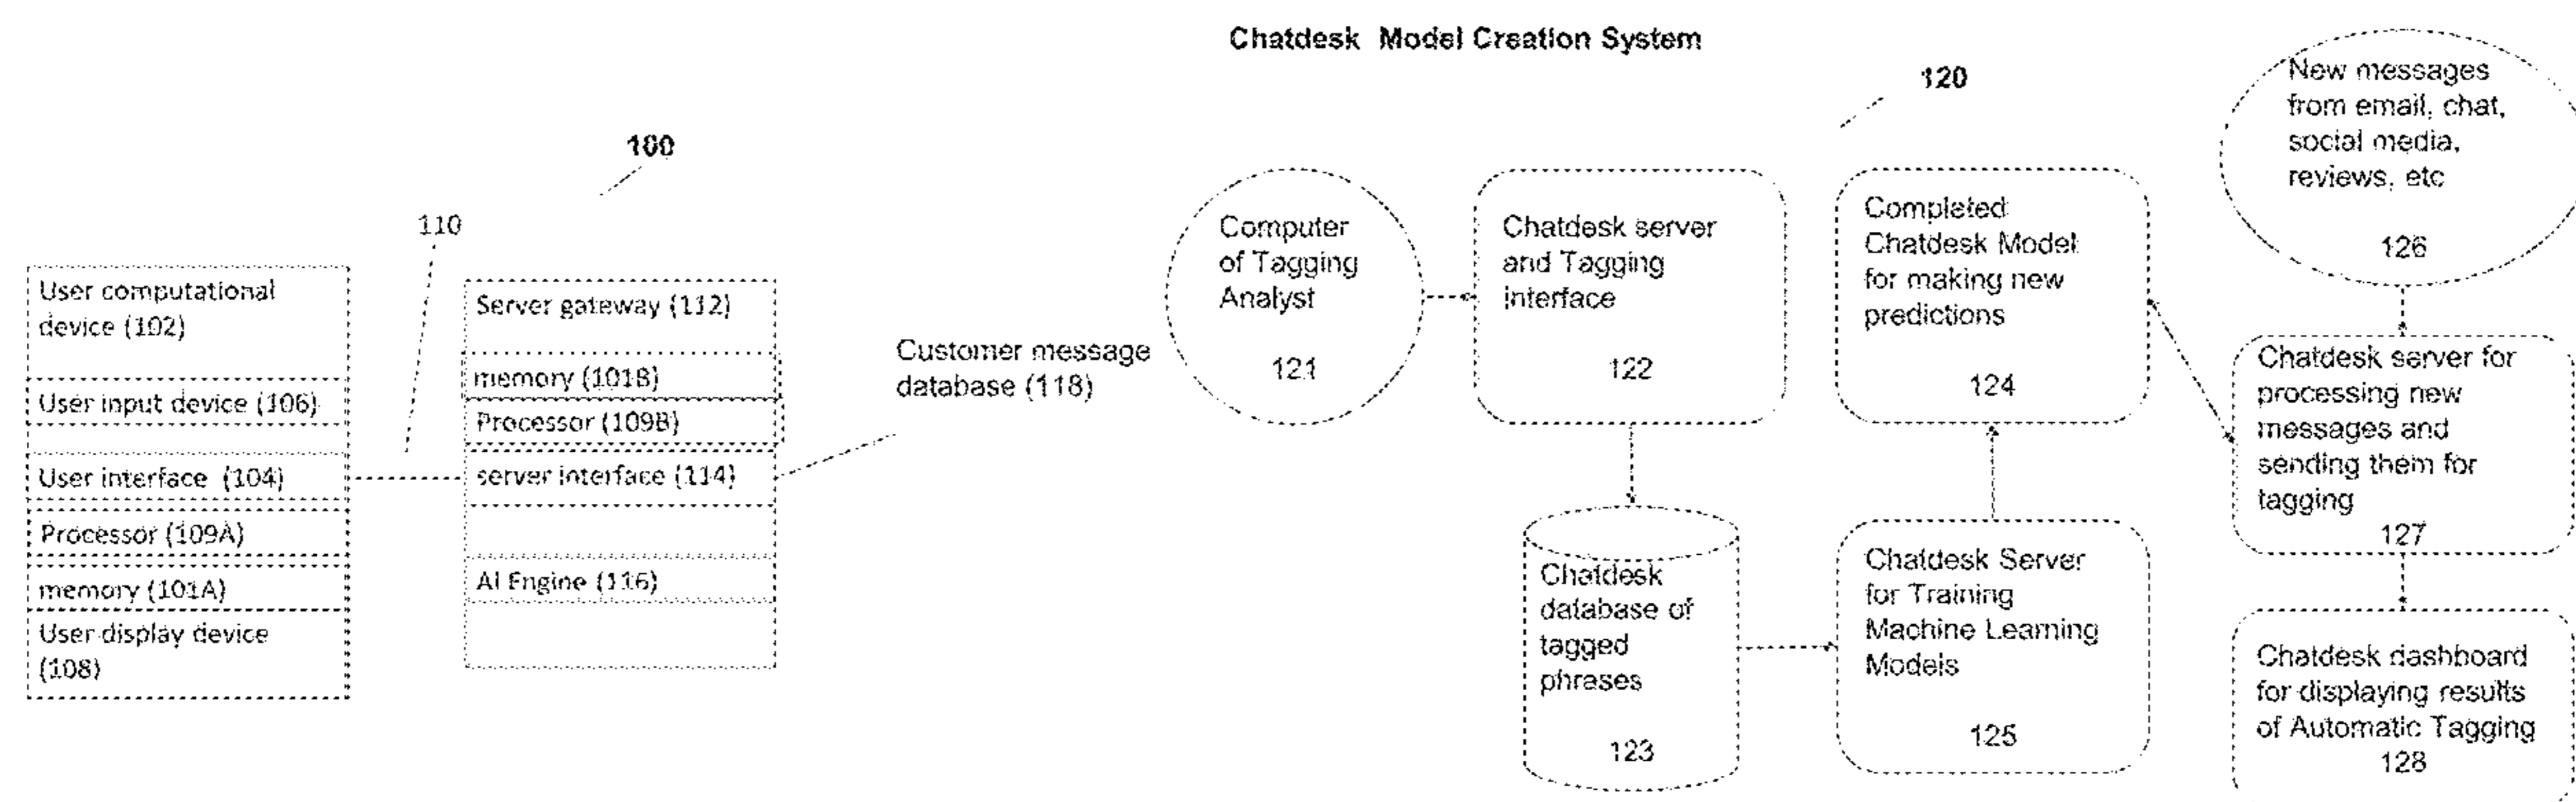 Chatdesk Model Creation System
100
110
User computational
device (102)
User input device (106)
User interface (104)
Processor (109A)
memory (101A)
User display device
(108)
Server gateway (112)
memory (101B)
Processor (109B)
server interface (114)
AI Engine (116)
Customer message
database (118)
120
Computer
of Tagging
Analyst
121
Chatdesk server
and Tagging
interface
122
Chatdesk
database of
tagged
phrases
123
Completed
Chatdesk Model
for making new
predictions
124
Chatdesk Server
for Training
Machine Learning
Models
125
New messages
from email, chat,
social media,
reviews, etc
126
Chatdesk server for
processing new
messages and
sending them for
tagging
127
Chatdesk dashboard
for displaying results
of Automatic Tagging
128